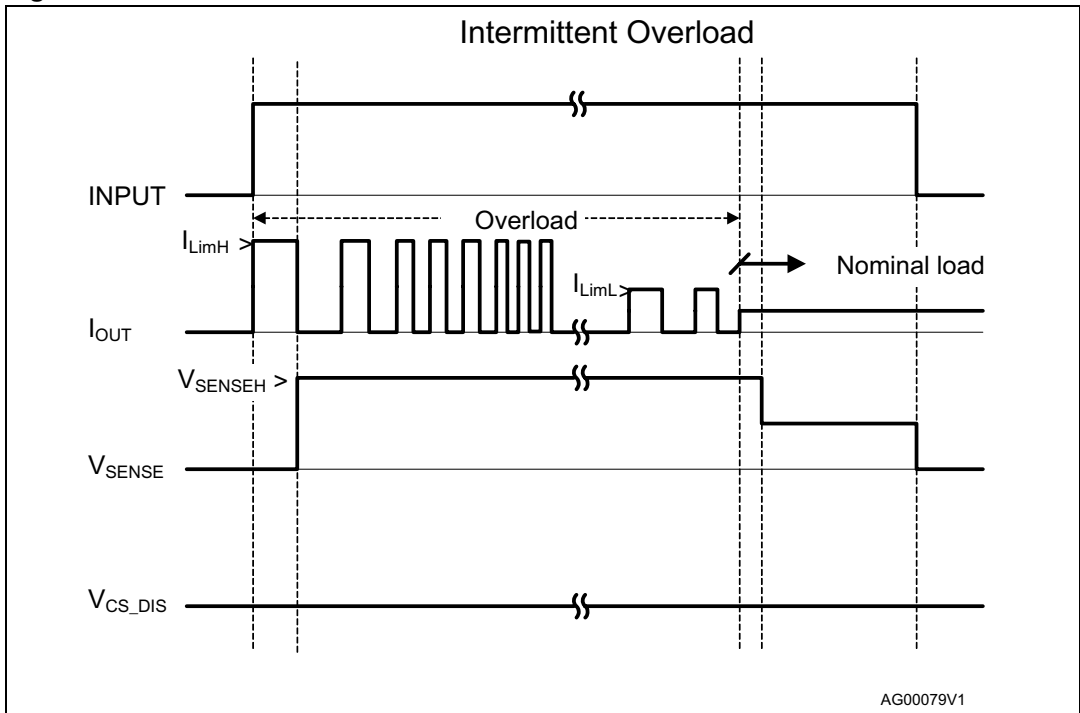 Intermittent Overload
INPUT
Overload
I_LimH >
Nominal load
I_LimL >
I_OUT
V_SENSEH >
V_SENSE
V_CS_DIS
AG00079V1